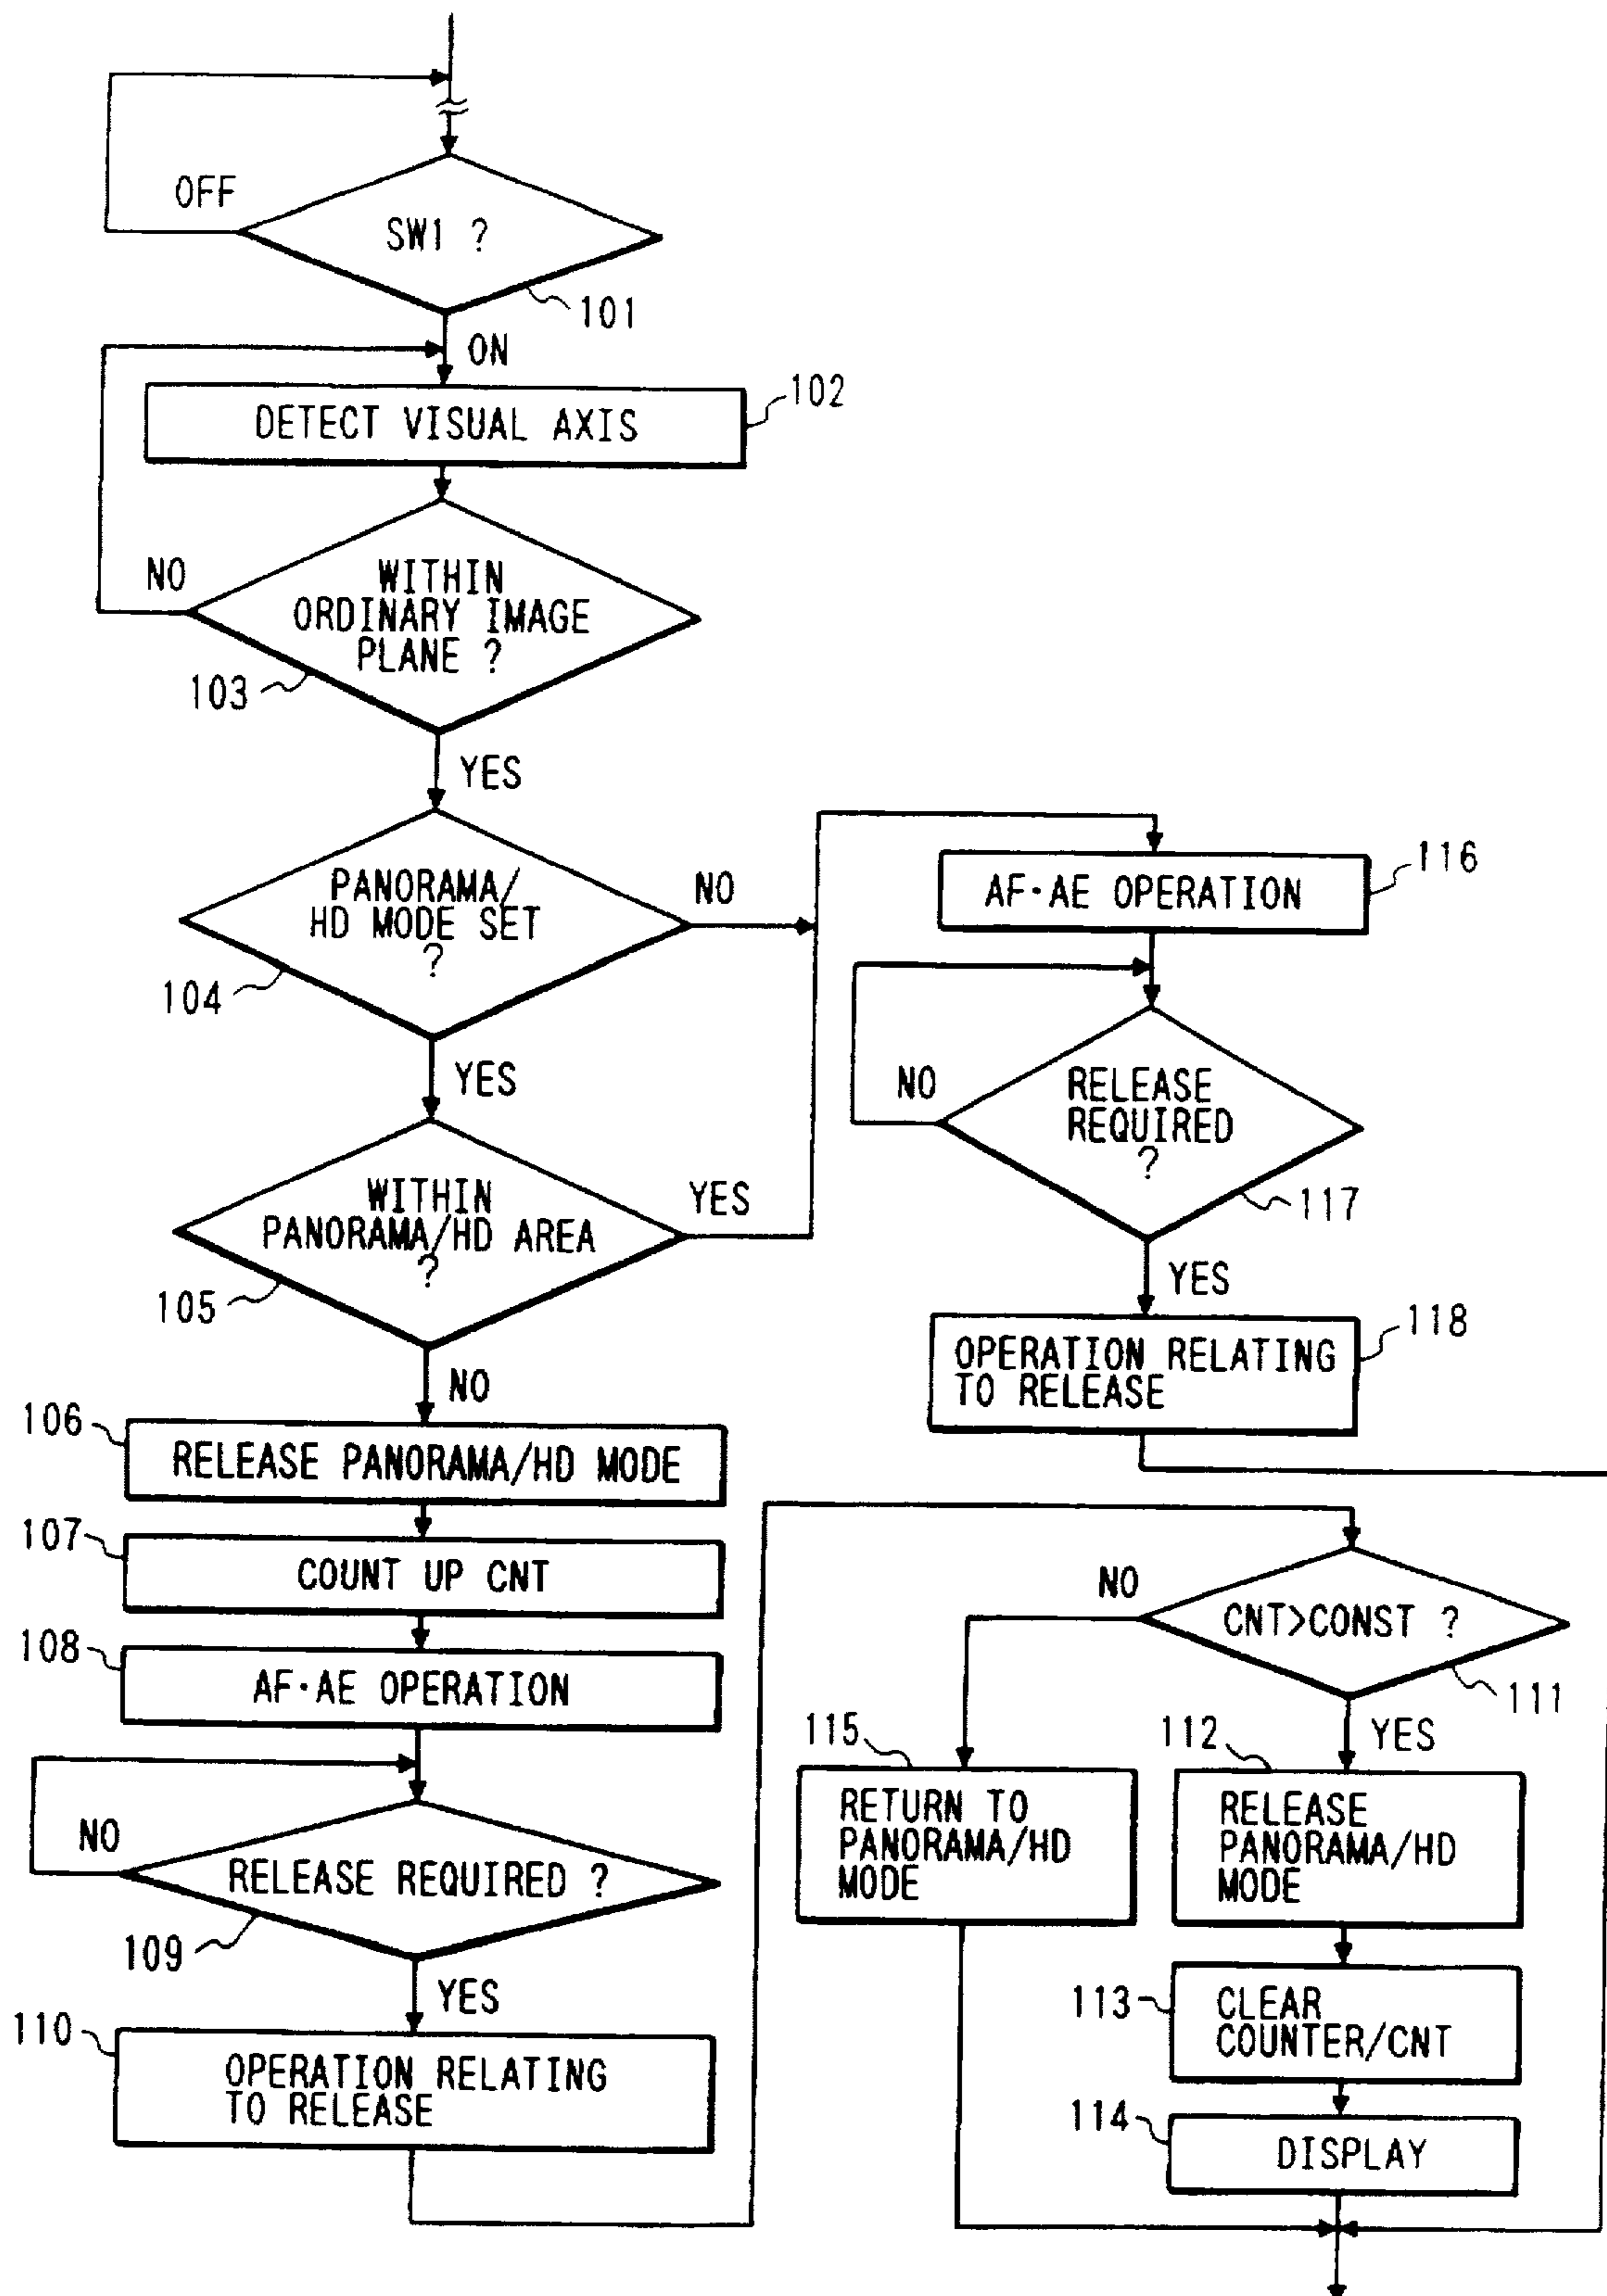 OFF
SW1 ?
101
ON
DETECT VISUAL AXIS
102
NO
WITHIN
ORDINARY IMAGE
PLANE ?
103
YES
PANORAMA/
HD MODE SET
?
NO
104
YES
WITHIN
PANORAMA/HD AREA
?
YES
105
NO
106
RELEASE PANORAMA/HD MODE
107
COUNT UP CNT
108
AF·AE OPERATION
NO
RELEASE REQUIRED ?
109
YES
110
OPERATION RELATING
TO RELEASE
116
AF·AE OPERATION
NO
RELEASE
REQUIRED
?
117
YES
118
OPERATION RELATING
TO RELEASE
NO
CNT>CONST ?
111
YES
115
RETURN TO
PANORAMA/HD
MODE
112
RELEASE
PANORAMA/HD
MODE
113
CLEAR
COUNTER/CNT
114
DISPLAY